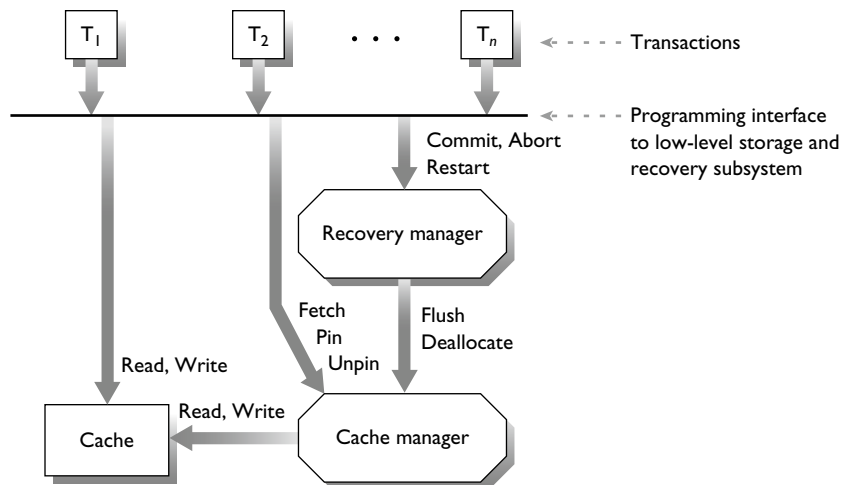 T1
T2
. . .
Tn
Transactions
Programming interface
to low-level storage and
recovery subsystem
Commit, Abort
Restart
Recovery manager
Fetch
Pin
Unpin
Flush
Deallocate
Read, Write
Read, Write
Cache
Cache manager